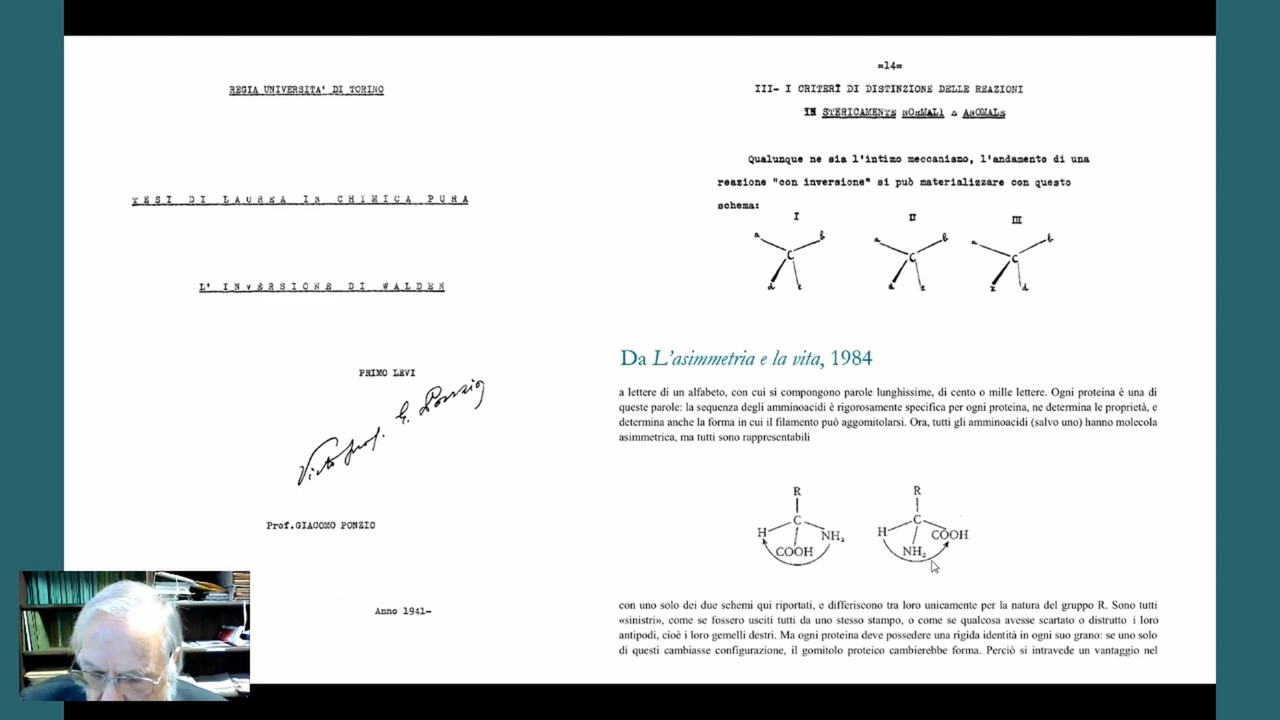 REGIA UNIVERSITA' DI TORINO
TESI DI LAUREA IN CHIMICA PURA
L' INVERSIONE DI WALDEN
PRIMO LEVI
Visto prof. G. Ponzio
Prof.GIACOMO PONZIO
Anno 1941-
=14=
III- I CRITERI DI DISTINZIONE DELLE REAZIONI
IN STERICAMENTE NORMALI E ANOMALE
Qualunque ne sia l'intimo meccanismo, l'andamento di una
reazione "con inversione" si può materializzare con questo
schema:
I II III
a b a b a b
C C C
d d d
Da L'asimmetria e la vita, 1984
a lettere di un alfabeto, con cui si compongono parole lunghissime, di cento o mille lettere. Ogni proteina è una di
queste parole: la sequenza degli amminoacidi è rigorosamente specifica per ogni proteina, ne determina le proprietà, e
determina anche la forma in cui il filamento può aggomitolarsi. Ora, tutti gli amminoacidi (salvo uno) hanno molecola
asimmetrica, ma tutti sono rappresentabili
R R
C C
H NH₂ H COOH
COOH NH₂
con uno solo dei due schemi qui riportati, e differiscono tra loro unicamente per la natura del gruppo R. Sono tutti
«sinistri», come se fossero usciti tutti da uno stesso stampo, o come se qualcosa avesse scartato o distrutto i loro
antipodi, cioè i loro gemelli destri. Ma ogni proteina deve possedere una rigida identità in ogni suo grano: se uno solo
di questi cambiasse configurazione, il gomitolo proteico cambierebbe forma. Perciò si intravede un vantaggio nel